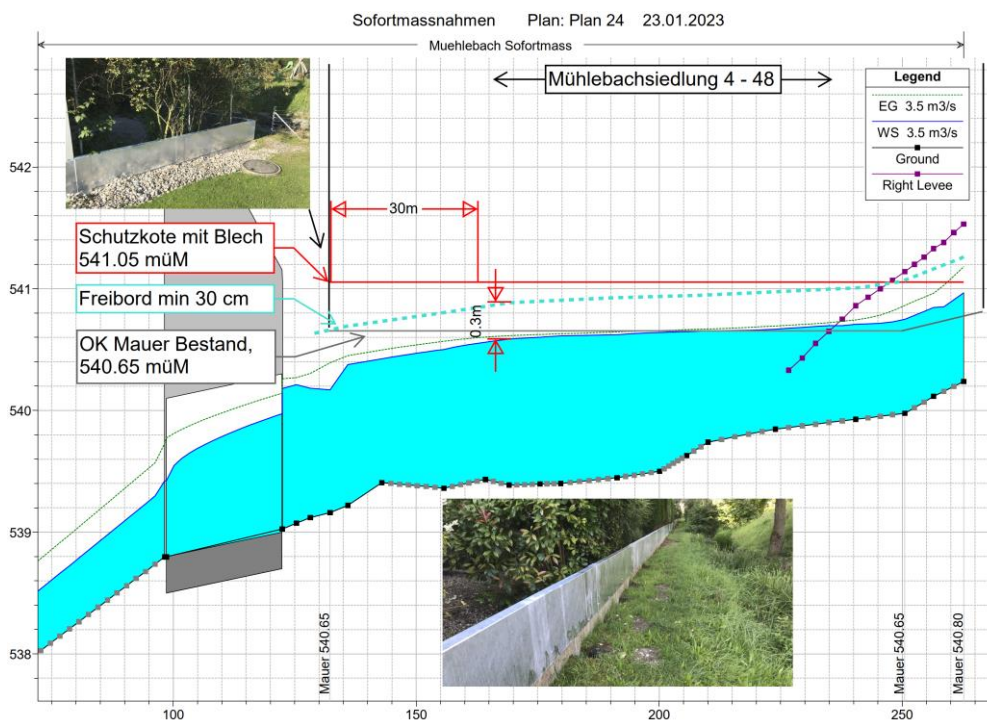 Sofortmassnahmen Plan: Plan 24 23.01.2023
Muehlebach Sofortmass
Mühlebachsiedlung 4 - 48
Legend
EG 3.5 m3/s
WS 3.5 m3/s
Ground
Right Levee
542
30m
Schutzkote mit Blech
541.05 müM
541
Freibord min 30 cm
0.3m
OK Mauer Bestand,
540.65 müM
540
539
538
Mauer 540.65
Mauer 540.65
Mauer 540.80
100
150
200
250